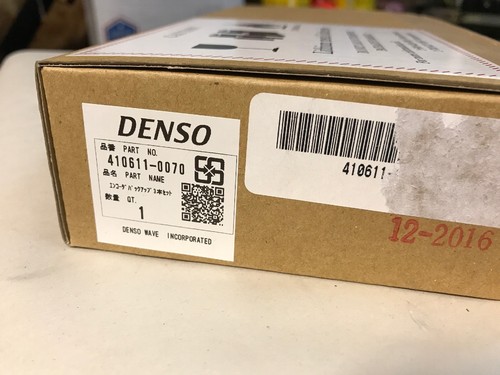 DENSO
品番 PART NO.
410611-0070
品名 PART NAME
ｴﾝｺｰﾀﾞﾊﾞｯｸｱｯﾌﾟ3本ｾｯﾄ
数量 QT.
1
DENSO WAVE INCORPORATED
410611-
12-2016